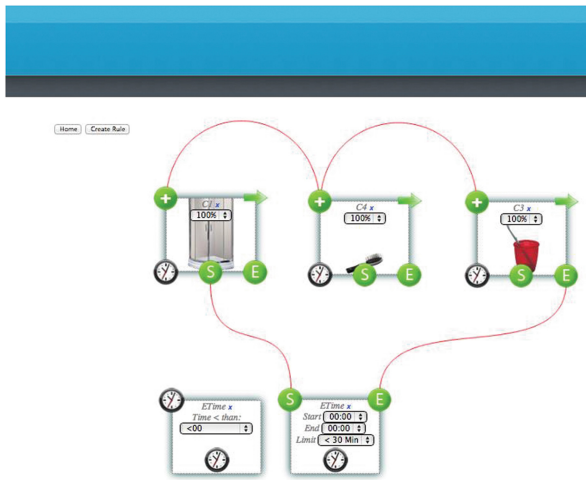 Home Create Rule
C1 x
100%
C4 x
100%
C3 x
100%
S E
S E
S E
ETime x
Time < than:
<00
S E
ETime x
Start 00:00
End 00:00
Limit < 30 Min